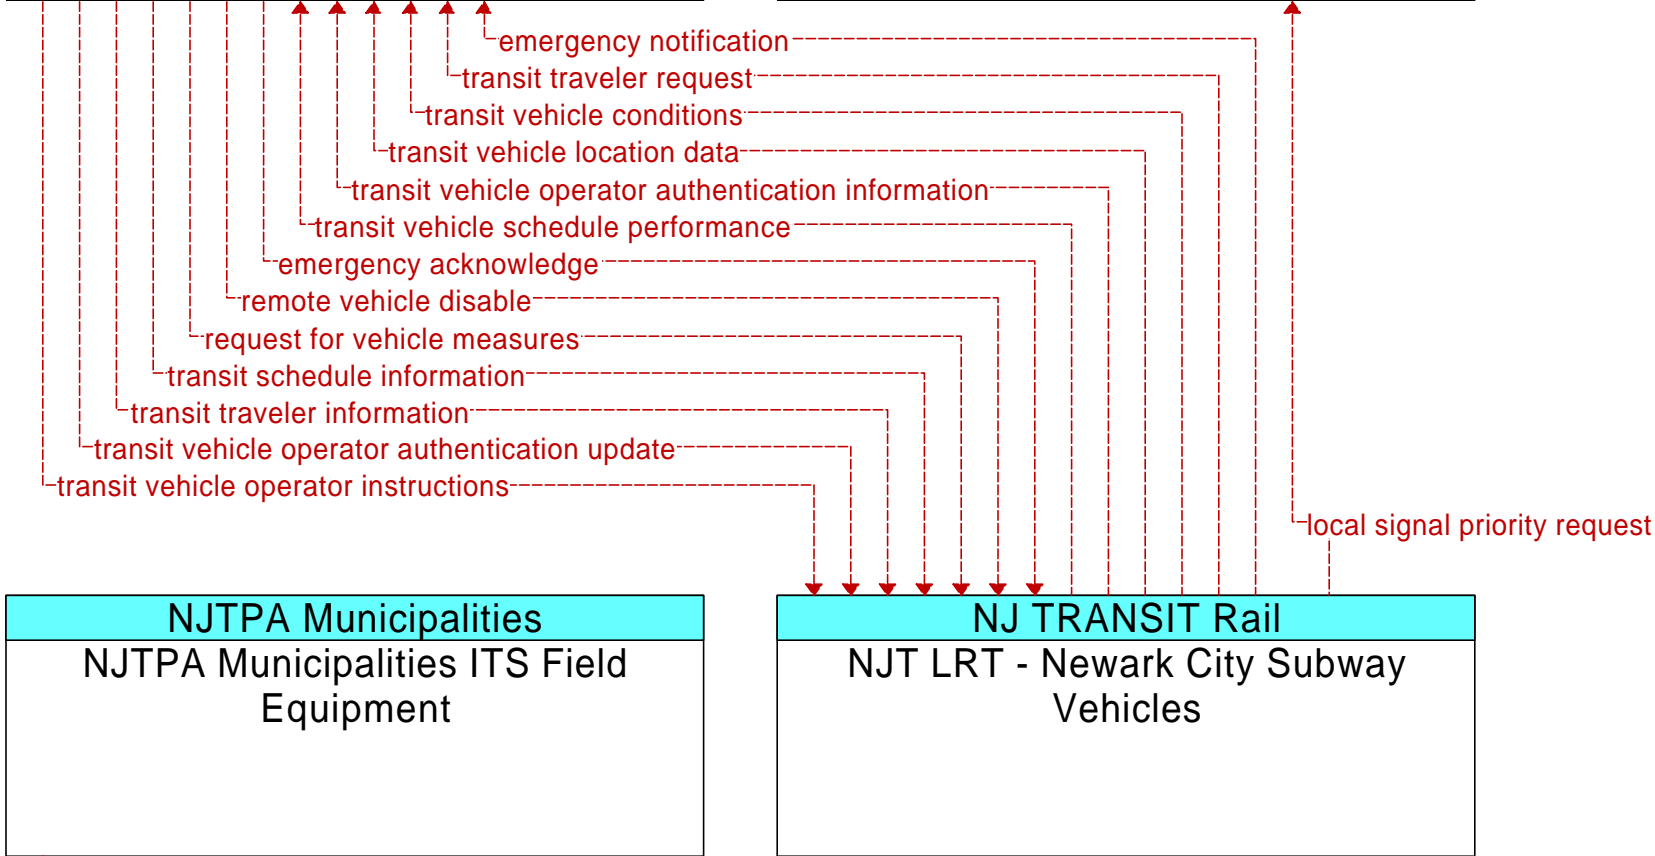 emergency notification
transit traveler request
transit vehicle conditions
transit vehicle location data
transit vehicle operator authentication information
transit vehicle schedule performance
emergency acknowledge
remote vehicle disable
request for vehicle measures
transit schedule information
transit traveler information
transit vehicle operator authentication update
transit vehicle operator instructions
local signal priority request
NJTPA Municipalities
NJTPA Municipalities ITS Field
Equipment
NJ TRANSIT Rail
NJT LRT - Newark City Subway
Vehicles